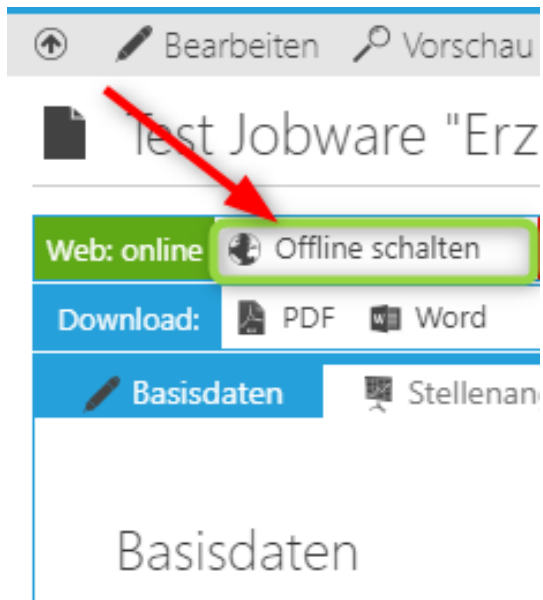 Bearbeiten Vorschau
Test Jobware "Erz
Web: online Offline schalten
Download: PDF Word
Basisdaten Stellenan
Basisdaten